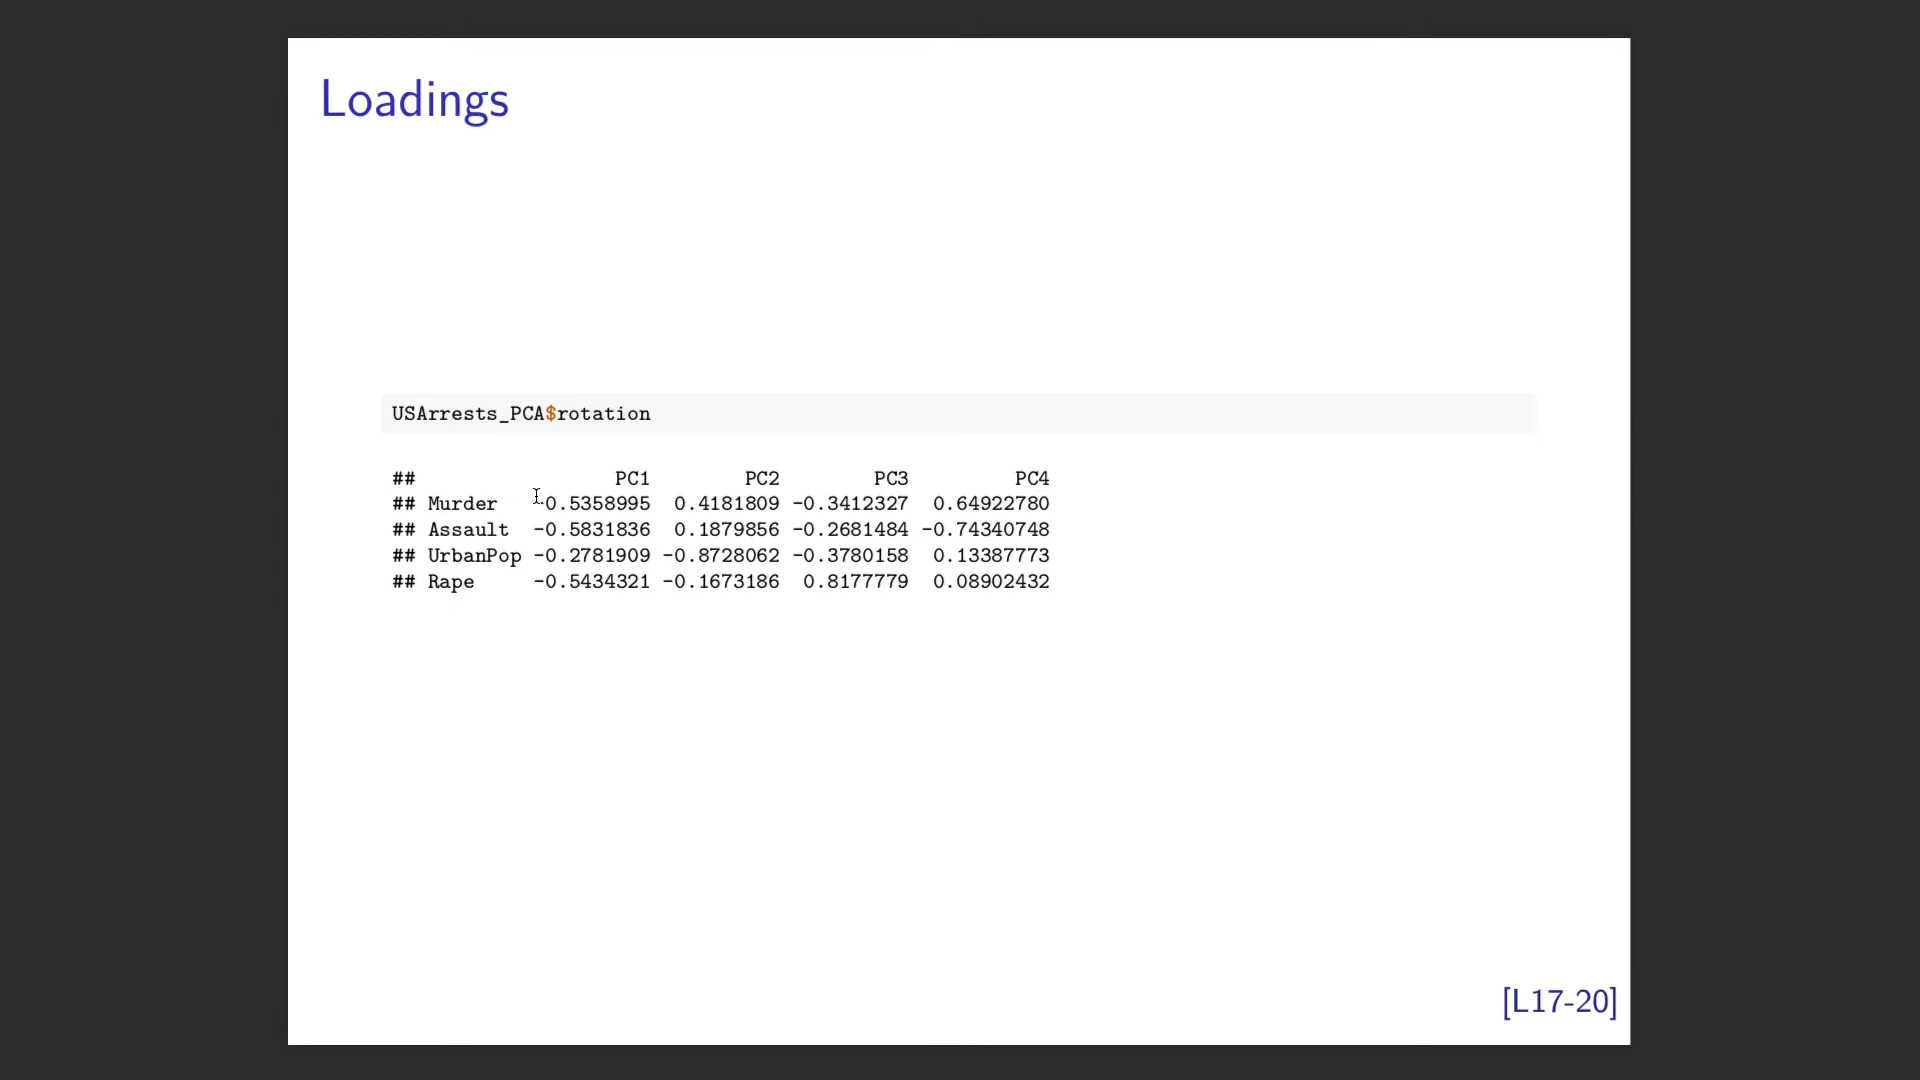 Loadings
USArrests_PCA$rotation
## PC1 PC2 PC3 PC4
## Murder -0.5358995 0.4181809 -0.3412327 0.64922780
## Assault -0.5831836 0.1879856 -0.2681484 -0.74340748
## UrbanPop -0.2781909 -0.8728062 -0.3780158 0.13387773
## Rape -0.5434321 -0.1673186 0.8177779 0.08902432
[L17-20]